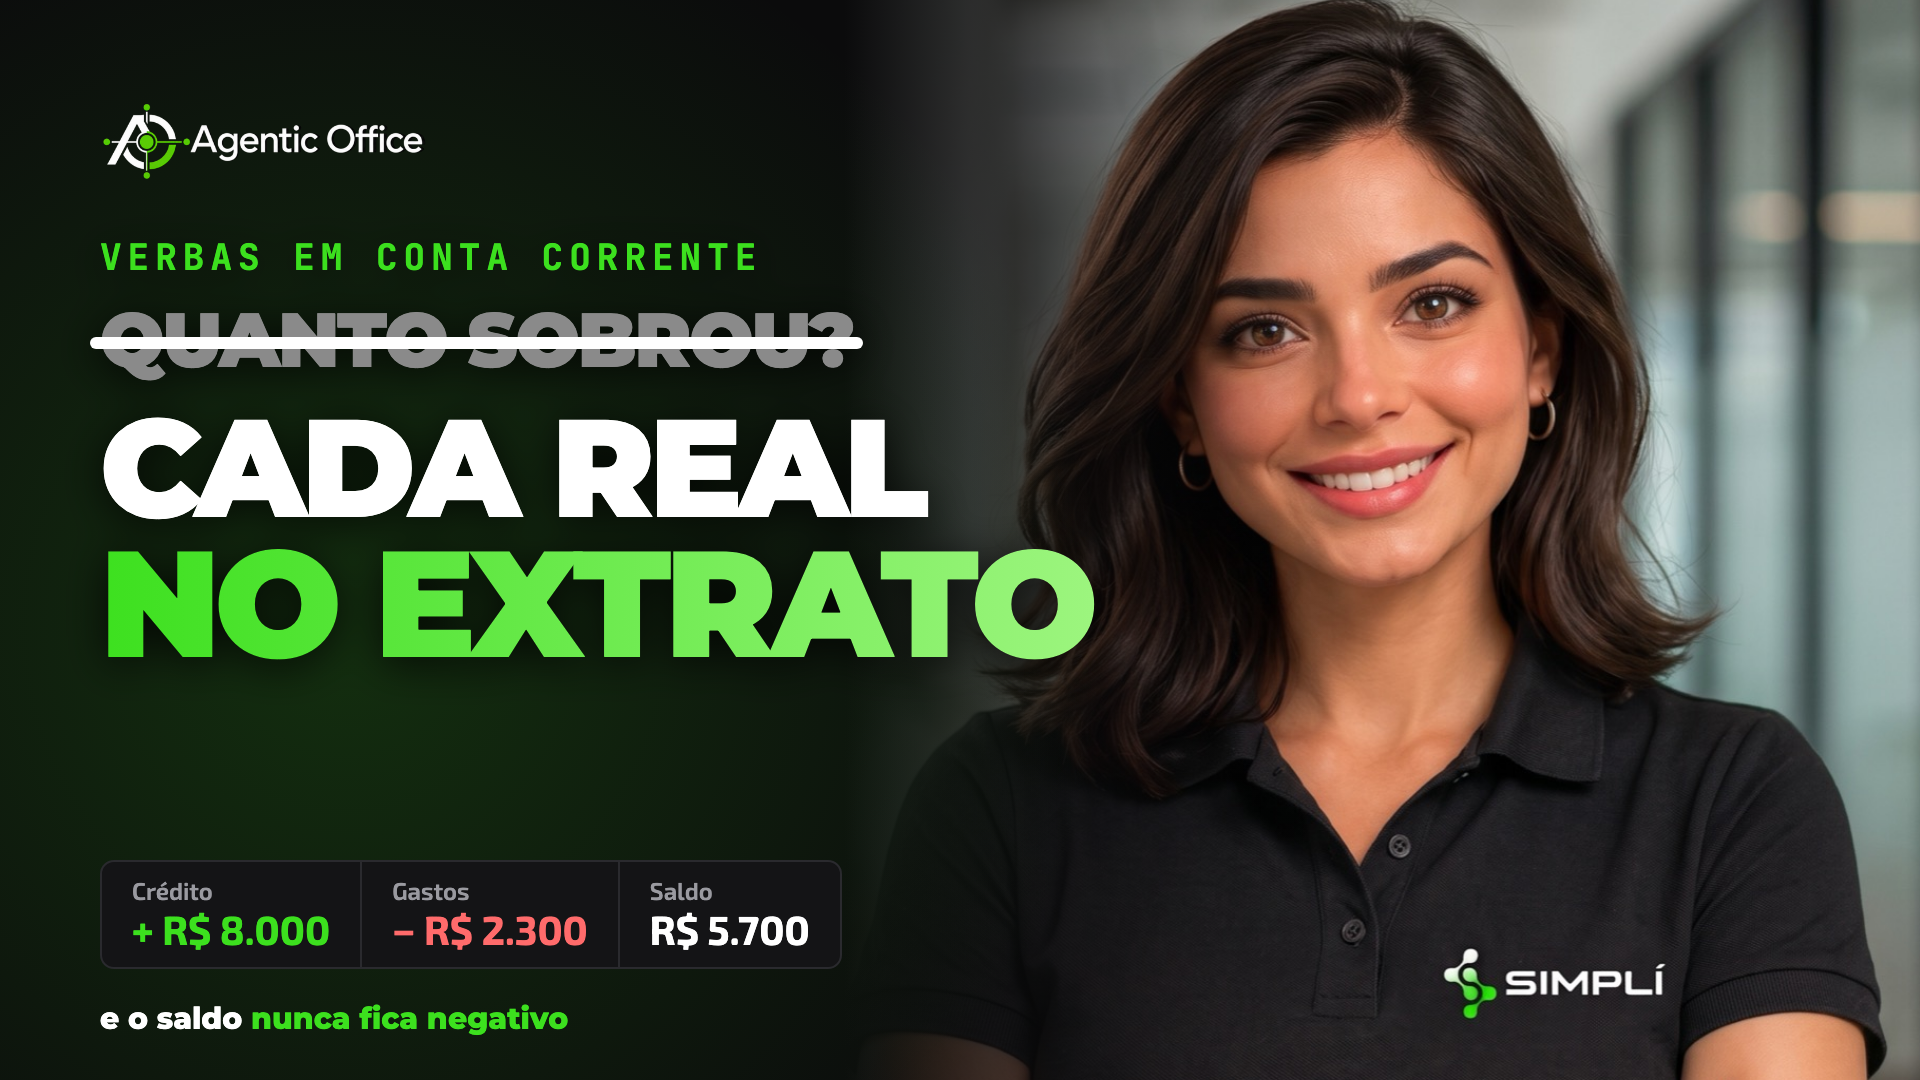 Agentic Office
VERBAS EM CONTA CORRENTE
QUANTO SOBROU?
CADA REAL
NO EXTRATO
Crédito
+ R$ 8.000
Gastos
– R$ 2.300
Saldo
R$ 5.700
e o saldo nunca fica negativo
SIMPLÍ